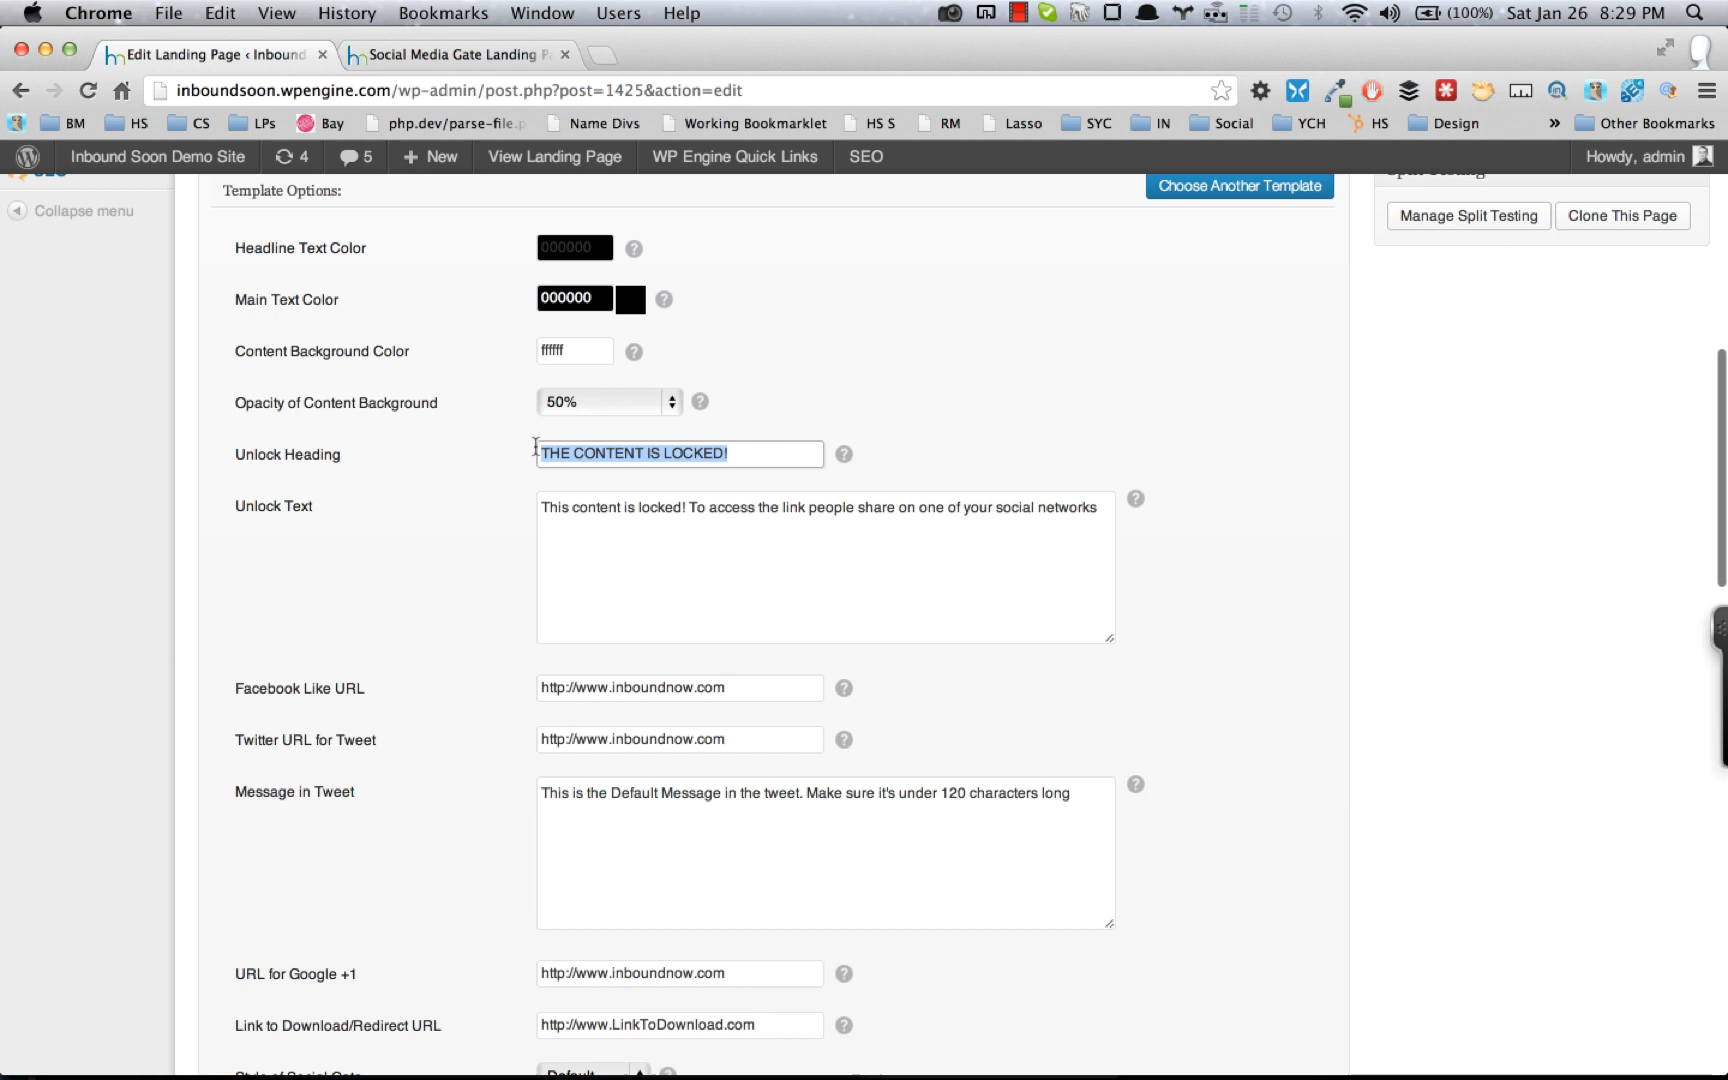 Chrome File Edit View History Bookmarks Window Users Help (100%) Sat Jan 26 8:29 PM
Edit Landing Page ‹ Inbound Social Media Gate Landing P
inboundsoon.wpengine.com/wp-admin/post.php?post=1425&action=edit
BM HS CS LPs Bay php.dev/parse-file.p Name Divs Working Bookmarklet HS S RM Lasso SYC IN Social YCH HS Design » Other Bookmarks
Inbound Soon Demo Site 4 5 + New View Landing Page WP Engine Quick Links SEO Howdy, admin
Collapse menu
Template Options: Choose Another Template
Manage Split Testing Clone This Page
Headline Text Color 000000
Main Text Color 000000
Content Background Color ffffff
Opacity of Content Background 50%
Unlock Heading THE CONTENT IS LOCKED!
Unlock Text This content is locked! To access the link people share on one of your social networks
Facebook Like URL http://www.inboundnow.com
Twitter URL for Tweet http://www.inboundnow.com
Message in Tweet This is the Default Message in the tweet. Make sure it's under 120 characters long
URL for Google +1 http://www.inboundnow.com
Link to Download/Redirect URL http://www.LinkToDownload.com
Default